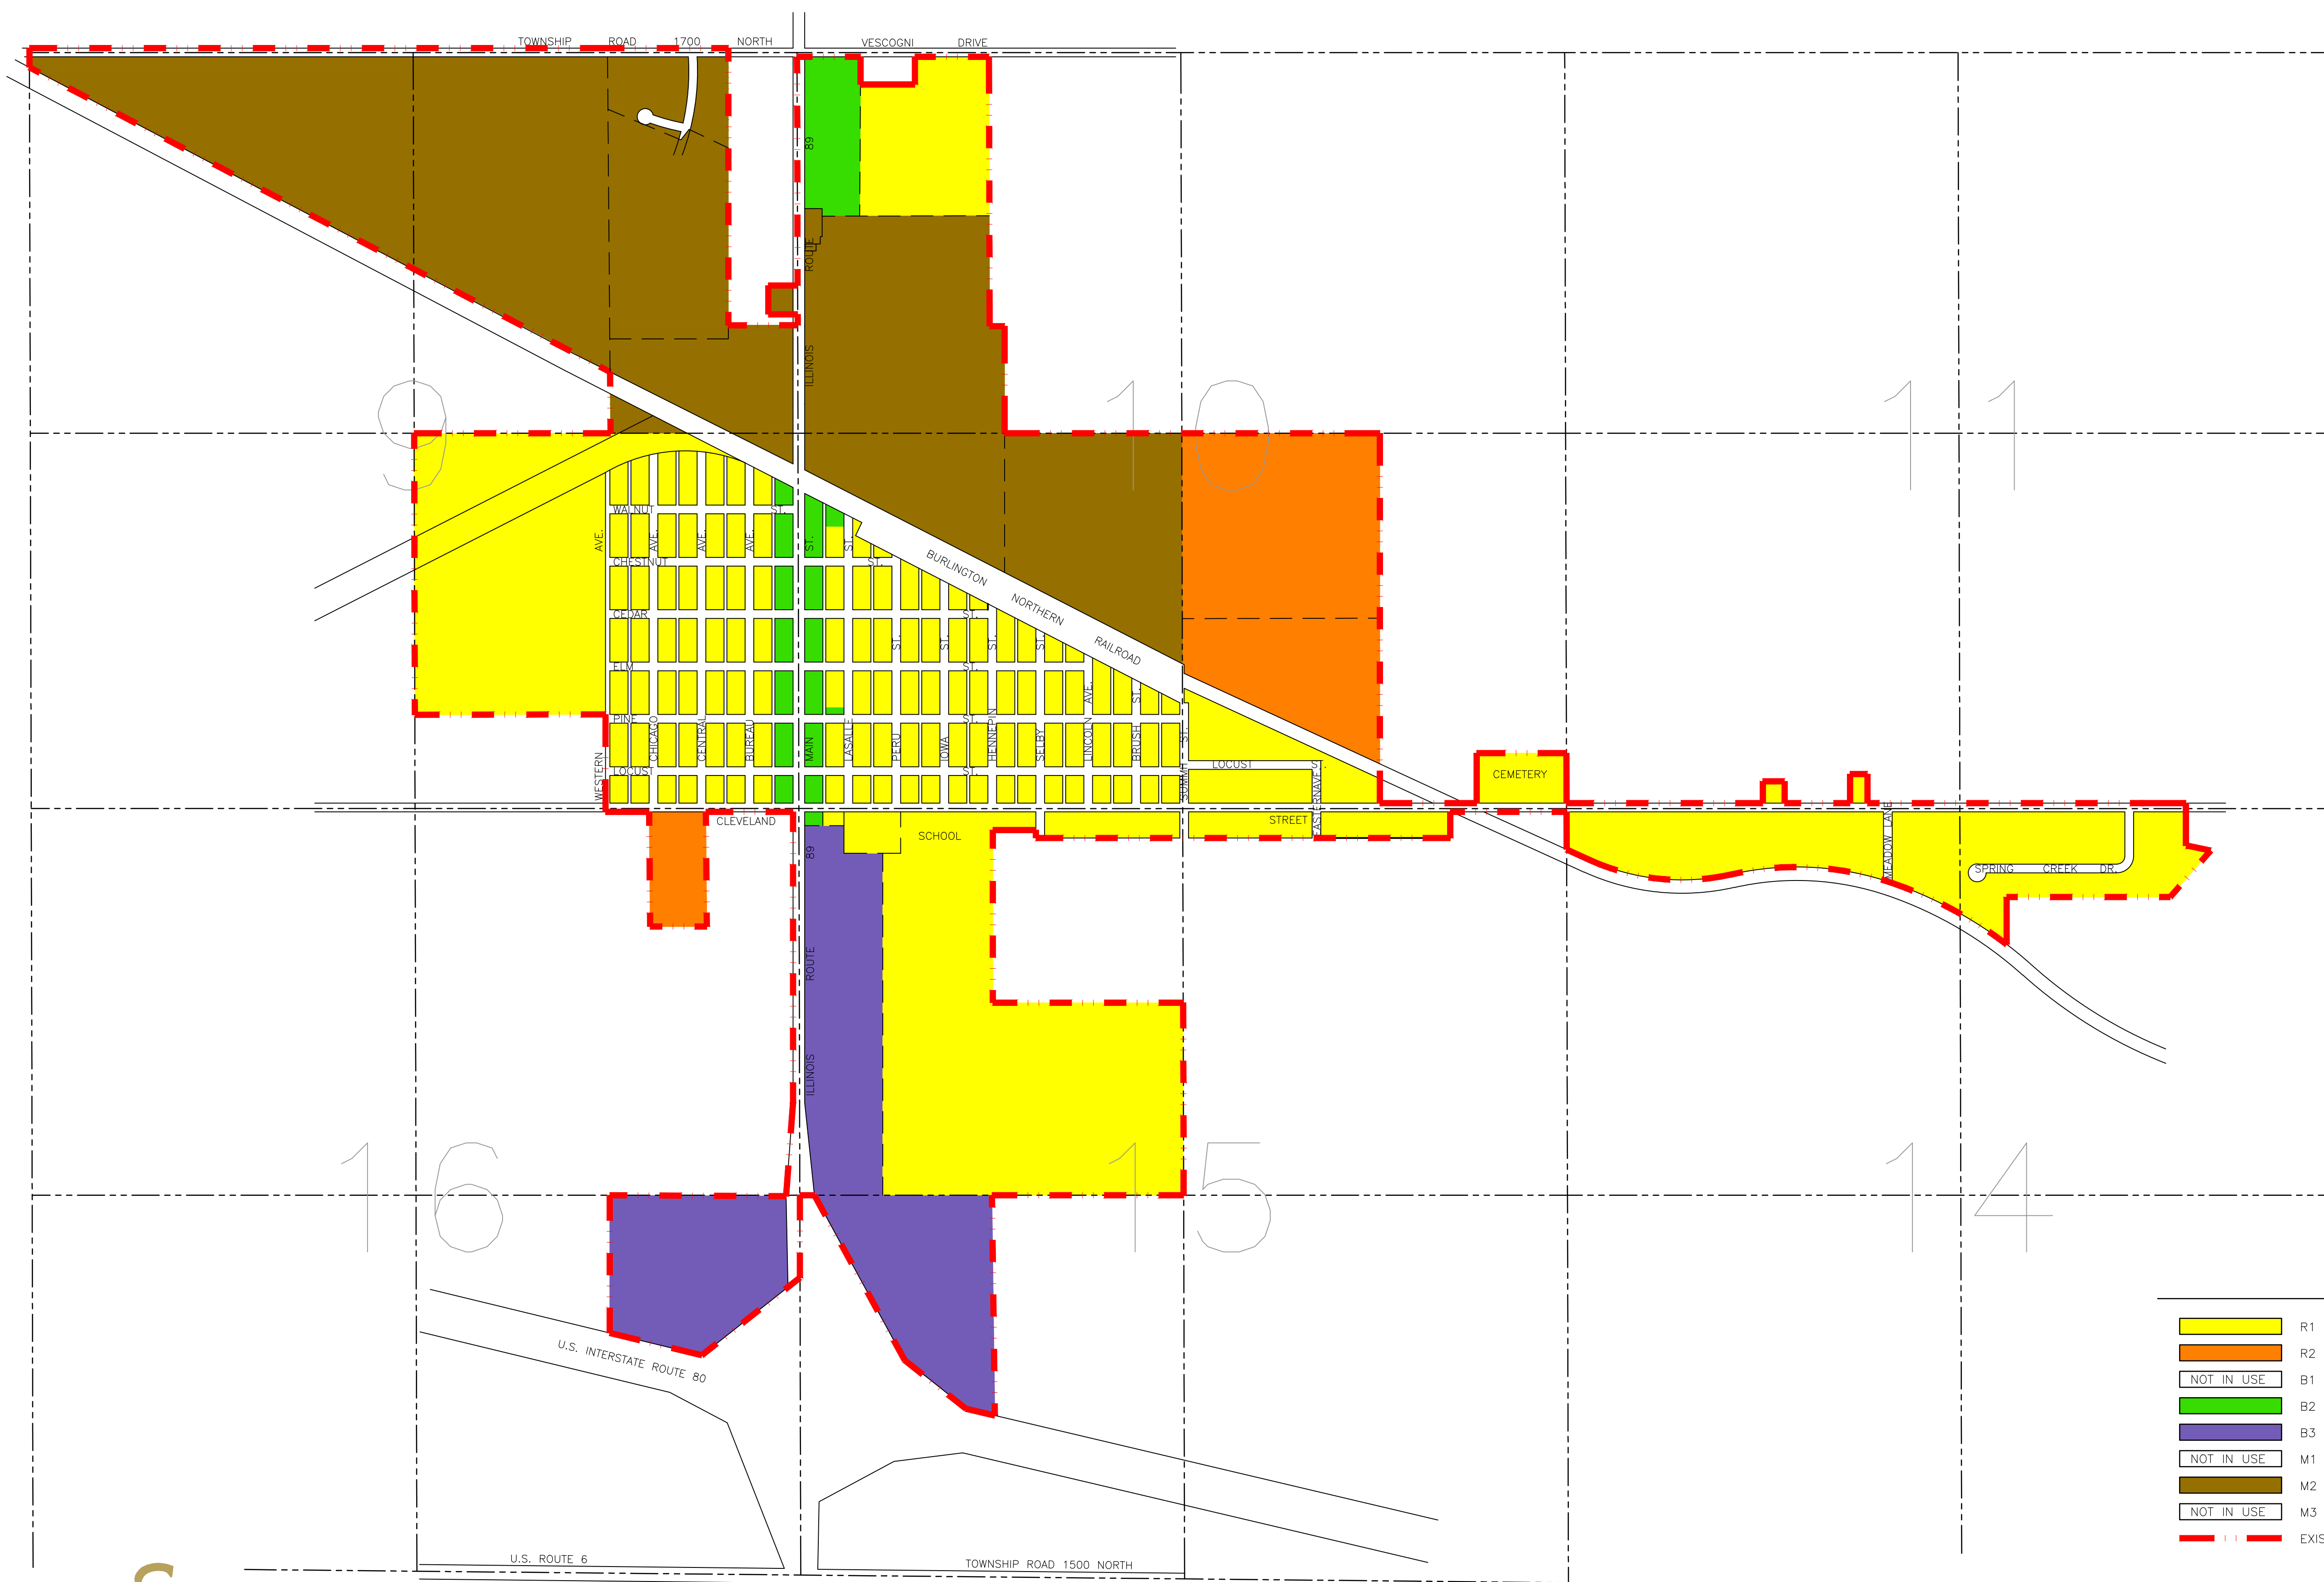 TOWNSHIP ROAD 1700 NORTH
VESCOGNI DRIVE
89
ROUTE
ILLINOIS
9
10
11
WALNUT ST.
AVE.
AVE.
AVE.
AVE.
ST.
ST.
CHESTNUT ST.
BURLINGTON NORTHERN RAILROAD
CEDAR ST.
ST.
ST.
ST.
ST.
ELM ST.
AVE.
ST.
PINE ST.
WESTERN
CHICAGO
CENTRAL
BUREAU
MAIN
LASALLE
PERU
IOWA
HENNEPIN
SELBY
LINCOLN
BRUSH
SUMMIT
ST.
LOCUST ST.
LOCUST ST.
EASTERN AVE.
CEMETERY
CLEVELAND STREET
SCHOOL
MEADOW LANE
SPRING CREEK DR.
89
ROUTE
ILLINOIS
16
15
14
U.S. INTERSTATE ROUTE 80
U.S. ROUTE 6
TOWNSHIP ROAD 1500 NORTH
R1
R2
NOT IN USE B1
B2
B3
NOT IN USE M1
M2
NOT IN USE M3
EXIS